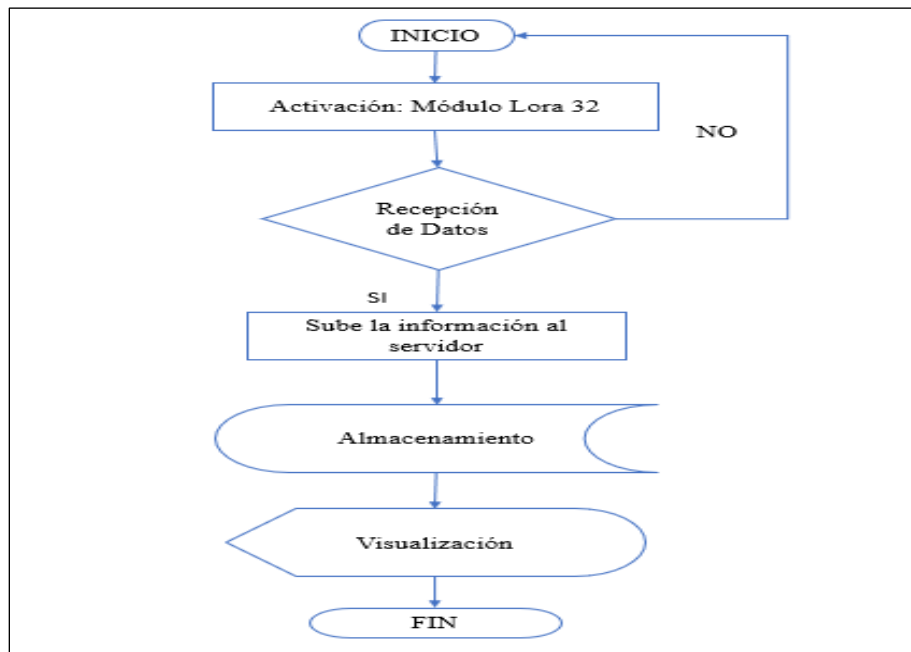 INICIO
Activación: Módulo Lora 32
NO
Recepción
de Datos
SI
Sube la información al
servidor
Almacenamiento
Visualización
FIN